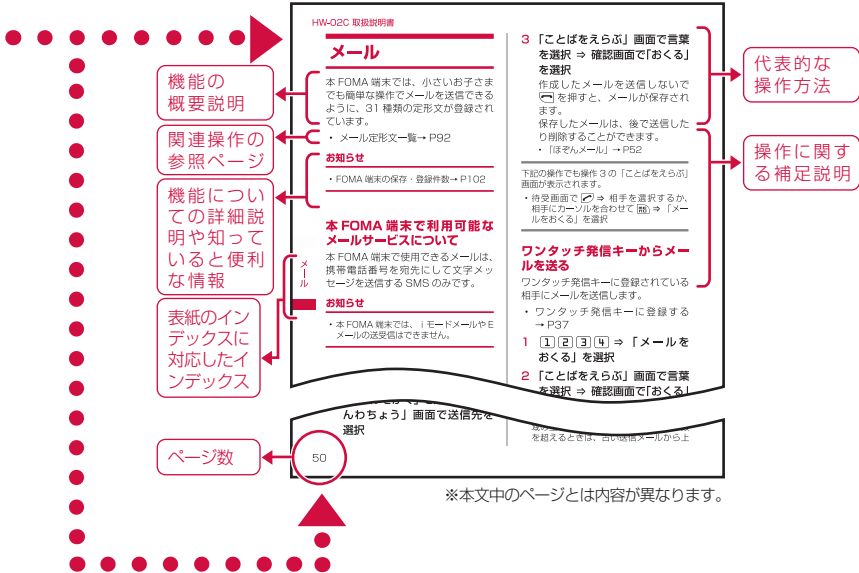 HW-02C 取扱説明書
メール
本 FOMA 端末では、小さいお子さま
でも簡単な操作でメールを送信できる
ように、31 種類の定形文が登録され
ています。
・ メール定形文一覧→ P92
お知らせ
・FOMA 端末の保存・登録件数→ P102
本 FOMA 端末で利用可能な
メールサービスについて
本 FOMA 端末で使用できるメールは、
携帯電話番号を宛先にして文字メッ
セージを送信する SMS のみです。
お知らせ
・本 FOMA 端末では、ｉモードメールや E
メールの送受信はできません。
メール
んわちょう」画面で送信先を
選択
50
3 「ことばをえらぶ」画面で言葉
を選択 ⇒ 確認画面で「おくる」
を選択
作成したメールを送信しないで
を押すと、メールが保存され
ます。
保存したメールは、後で送信した
り削除することができます。
・「ほぞんメール」→ P52
下記の操作でも操作 3 の「ことばをえらぶ」
画面が表示されます。
・待受画面で ⇒ 相手を選択するか、
相手にカーソルを合わせて ⇒ 「メー
ルをおくる」を選択
ワンタッチ発信キーからメー
ルを送る
ワンタッチ発信キーに登録されている
相手にメールを送信します。
・ ワンタッチ発信キーに登録する
→ P37
1 1 2 3 4 ⇒ 「メールを
おくる」を選択
2 「ことばをえらぶ」画面で言葉
を選択 ⇒ 確認画面で「おくる」
を超えるときは、古い送信メールから上
機能の
概要説明
関連操作の
参照ページ
機能につい
ての詳細説
明や知って
いると便利
な情報
表紙のイン
デックスに
対応したイ
ンデックス
ページ数
代表的な
操作方法
操作に関す
る補足説明
※本文中のページとは内容が異なります。